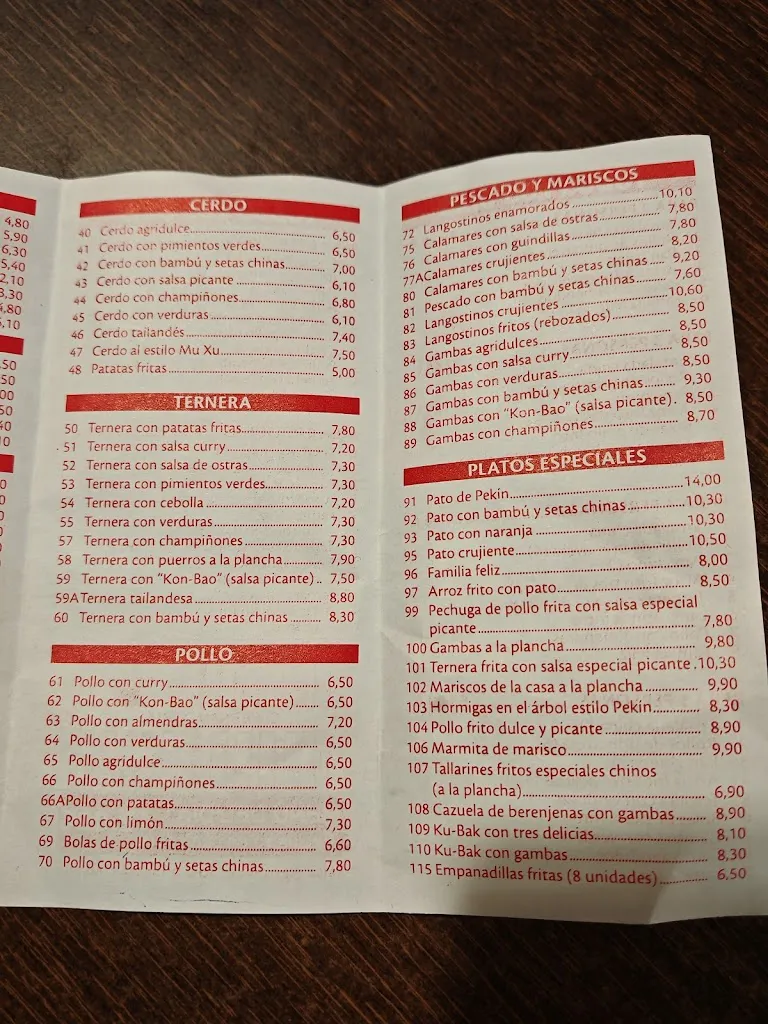 4,80
5,90
6,30
5,40
2,10
3,30
4,80
,10
,50
50
00
50
40
10
CERDO
40 Cerdo agridulce 6,50
41 Cerdo con pimientos verdes 6,50
42 Cerdo con bambú y setas chinas 7,00
43 Cerdo con salsa picante 6,10
44 Cerdo con champiñones 6,80
45 Cerdo con verduras 6,10
46 Cerdo tailandés 7,40
47 Cerdo al estilo Mu Xu 7,50
48 Patatas fritas 5,00
TERNERA
50 Ternera con patatas fritas 7,80
51 Ternera con salsa curry 7,20
52 Ternera con salsa de ostras 7,30
53 Ternera con pimientos verdes 7,30
54 Ternera con cebolla 7,20
55 Ternera con verduras 7,30
57 Ternera con champiñones 7,30
58 Ternera con puerros a la plancha 7,90
59 Ternera con “Kon-Bao” (salsa picante) 7,50
59A Ternera tailandesa 8,80
60 Ternera con bambú y setas chinas 8,30
POLLO
61 Pollo con curry 6,50
62 Pollo con “Kon-Bao” (salsa picante) 6,50
63 Pollo con almendras 7,20
64 Pollo con verduras 6,50
65 Pollo agridulce 6,50
66 Pollo con champiñones 6,50
66A Pollo con patatas 6,50
67 Pollo con limón 7,30
69 Bolas de pollo fritas 6,60
70 Pollo con bambú y setas chinas 7,80
PESCADO Y MARISCOS
72 Langostinos enamorados 10,10
75 Calamares con salsa de ostras 7,80
76 Calamares con guindillas 7,80
77A Calamares crujientes 8,20
80 Calamares con bambú y setas chinas 9,20
81 Pescado con bambú y setas chinas 7,60
82 Langostinos crujientes 10,60
83 Langostinos fritos (rebozados) 8,50
84 Gambas agridulces 8,50
85 Gambas con salsa curry 8,50
86 Gambas con verduras 8,50
87 Gambas con bambú y setas chinas 9,30
88 Gambas con “Kon-Bao” (salsa picante) 8,50
89 Gambas con champiñones 8,70
PLATOS ESPECIALES
91 Pato de Pekín 14,00
92 Pato con bambú y setas chinas 10,30
93 Pato con naranja 10,30
95 Pato crujiente 10,50
96 Familia feliz 8,00
97 Arroz frito con pato 8,50
99 Pechuga de pollo frita con salsa especial
picante 7,80
100 Gambas a la plancha 9,80
101 Ternera frita con salsa especial picante 10,30
102 Mariscos de la casa a la plancha 9,90
103 Hormigas en el árbol estilo Pekín 8,30
104 Pollo frito dulce y picante 8,90
106 Marmita de marisco 9,90
107 Tallarines fritos especiales chinos
(a la plancha) 6,90
108 Cazuela de berenjenas con gambas 8,90
109 Ku-Bak con tres delicias 8,10
110 Ku-Bak con gambas 8,30
115 Empanadillas fritas (8 unidades) 6,50